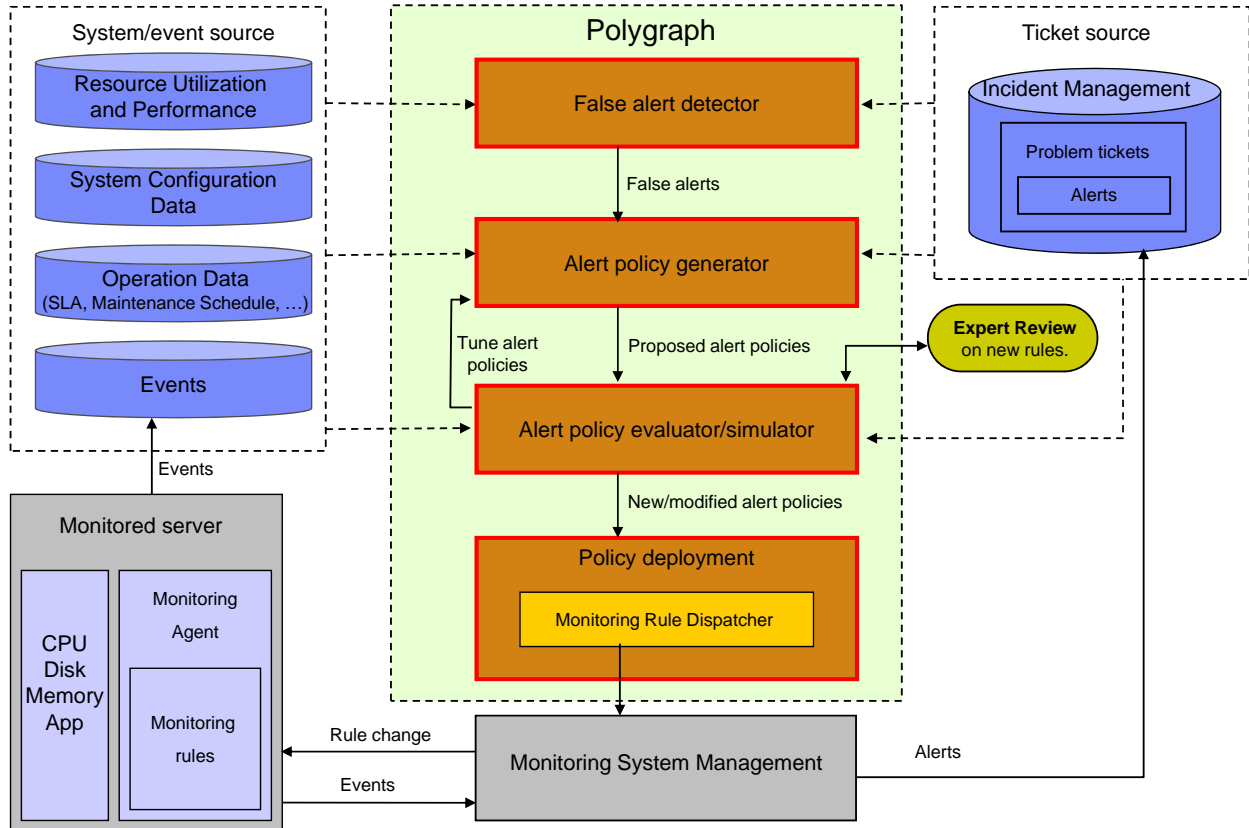 System/event source
Resource Utilization
and Performance
System Configuration
Data
Operation Data
(SLA, Maintenance Schedule, …)
Events
Events
Monitored server
CPU
Disk
Memory
App
Monitoring
Agent
Monitoring
rules
Polygraph
False alert detector
False alerts
Alert policy generator
Tune alert
policies
Proposed alert policies
Alert policy evaluator/simulator
New/modified alert policies
Policy deployment
Monitoring Rule Dispatcher
Rule change
Events
Monitoring System Management
Alerts
Ticket source
Incident Management
Problem tickets
Alerts
Expert Review
on new rules.